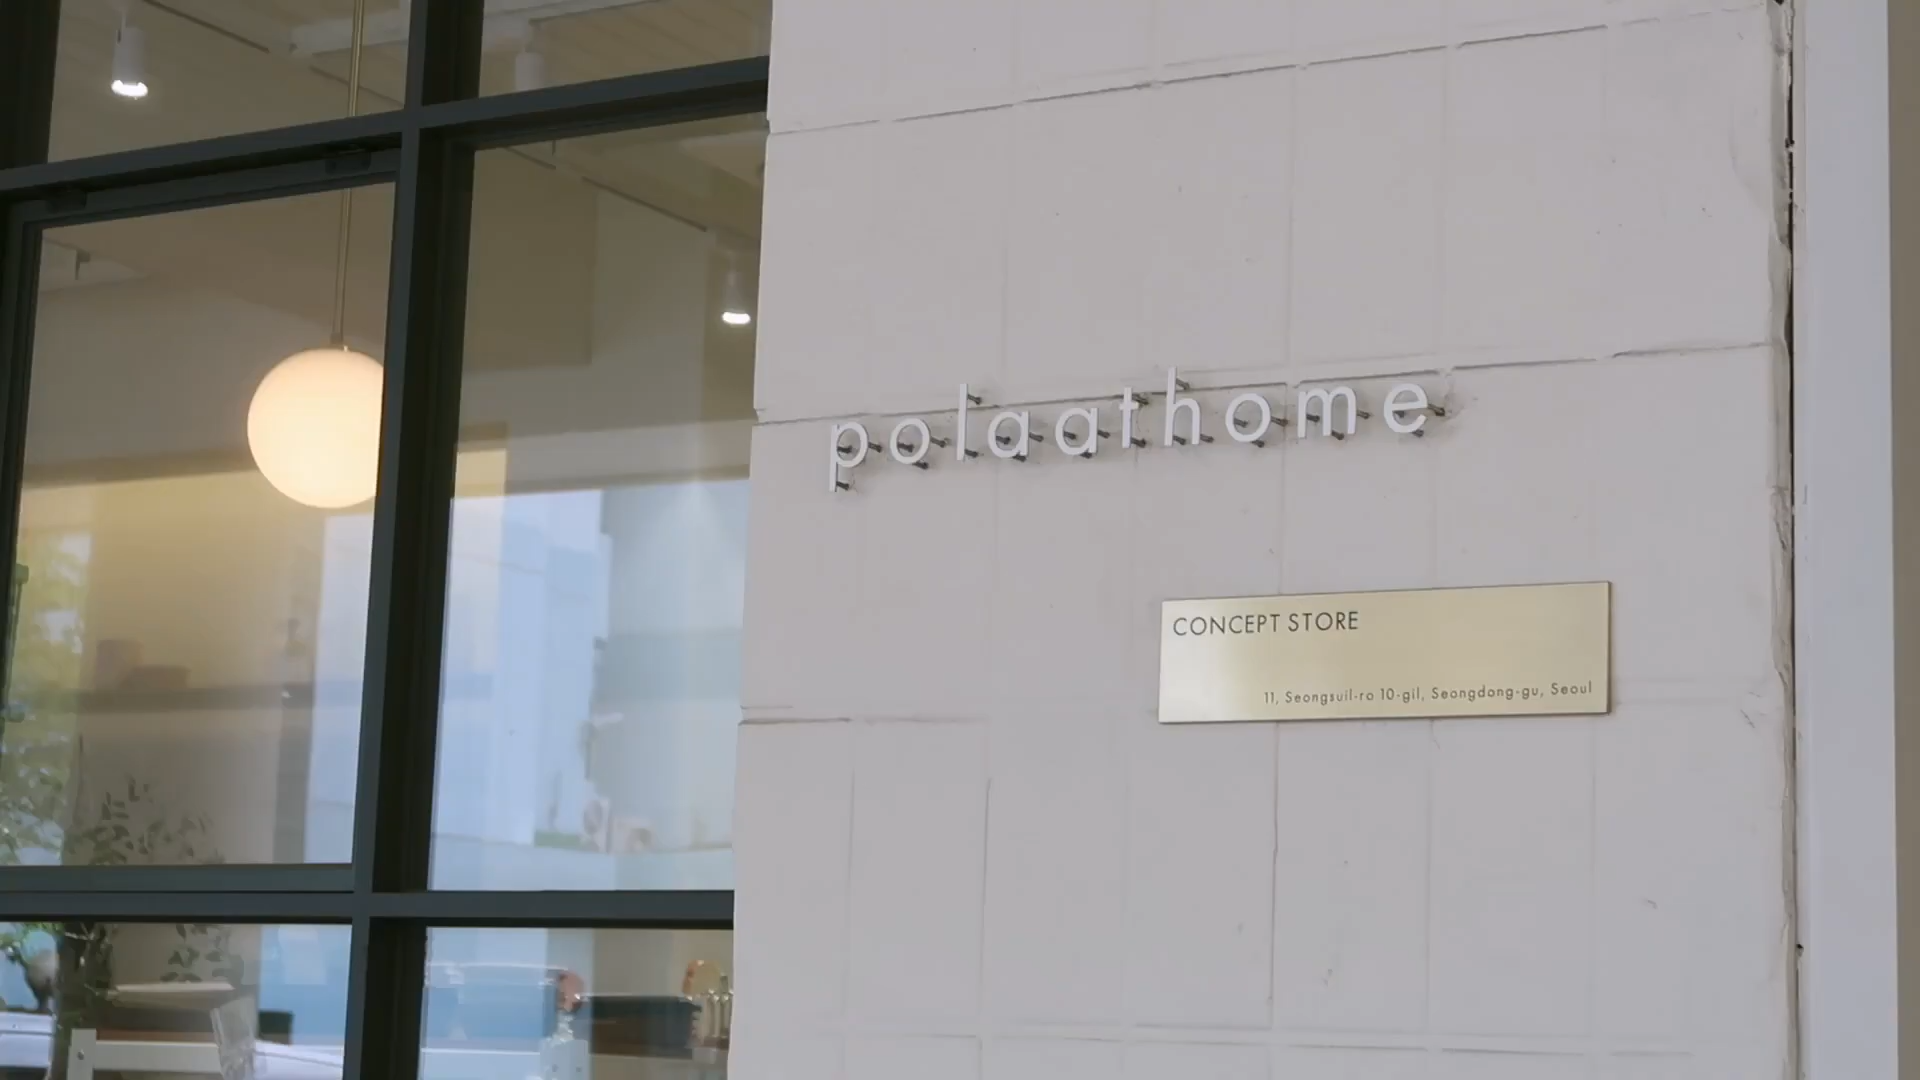 polaathome
CONCEPT STORE
11, Seongsuil-ro 10-gil, Seongdong-gu, Seoul